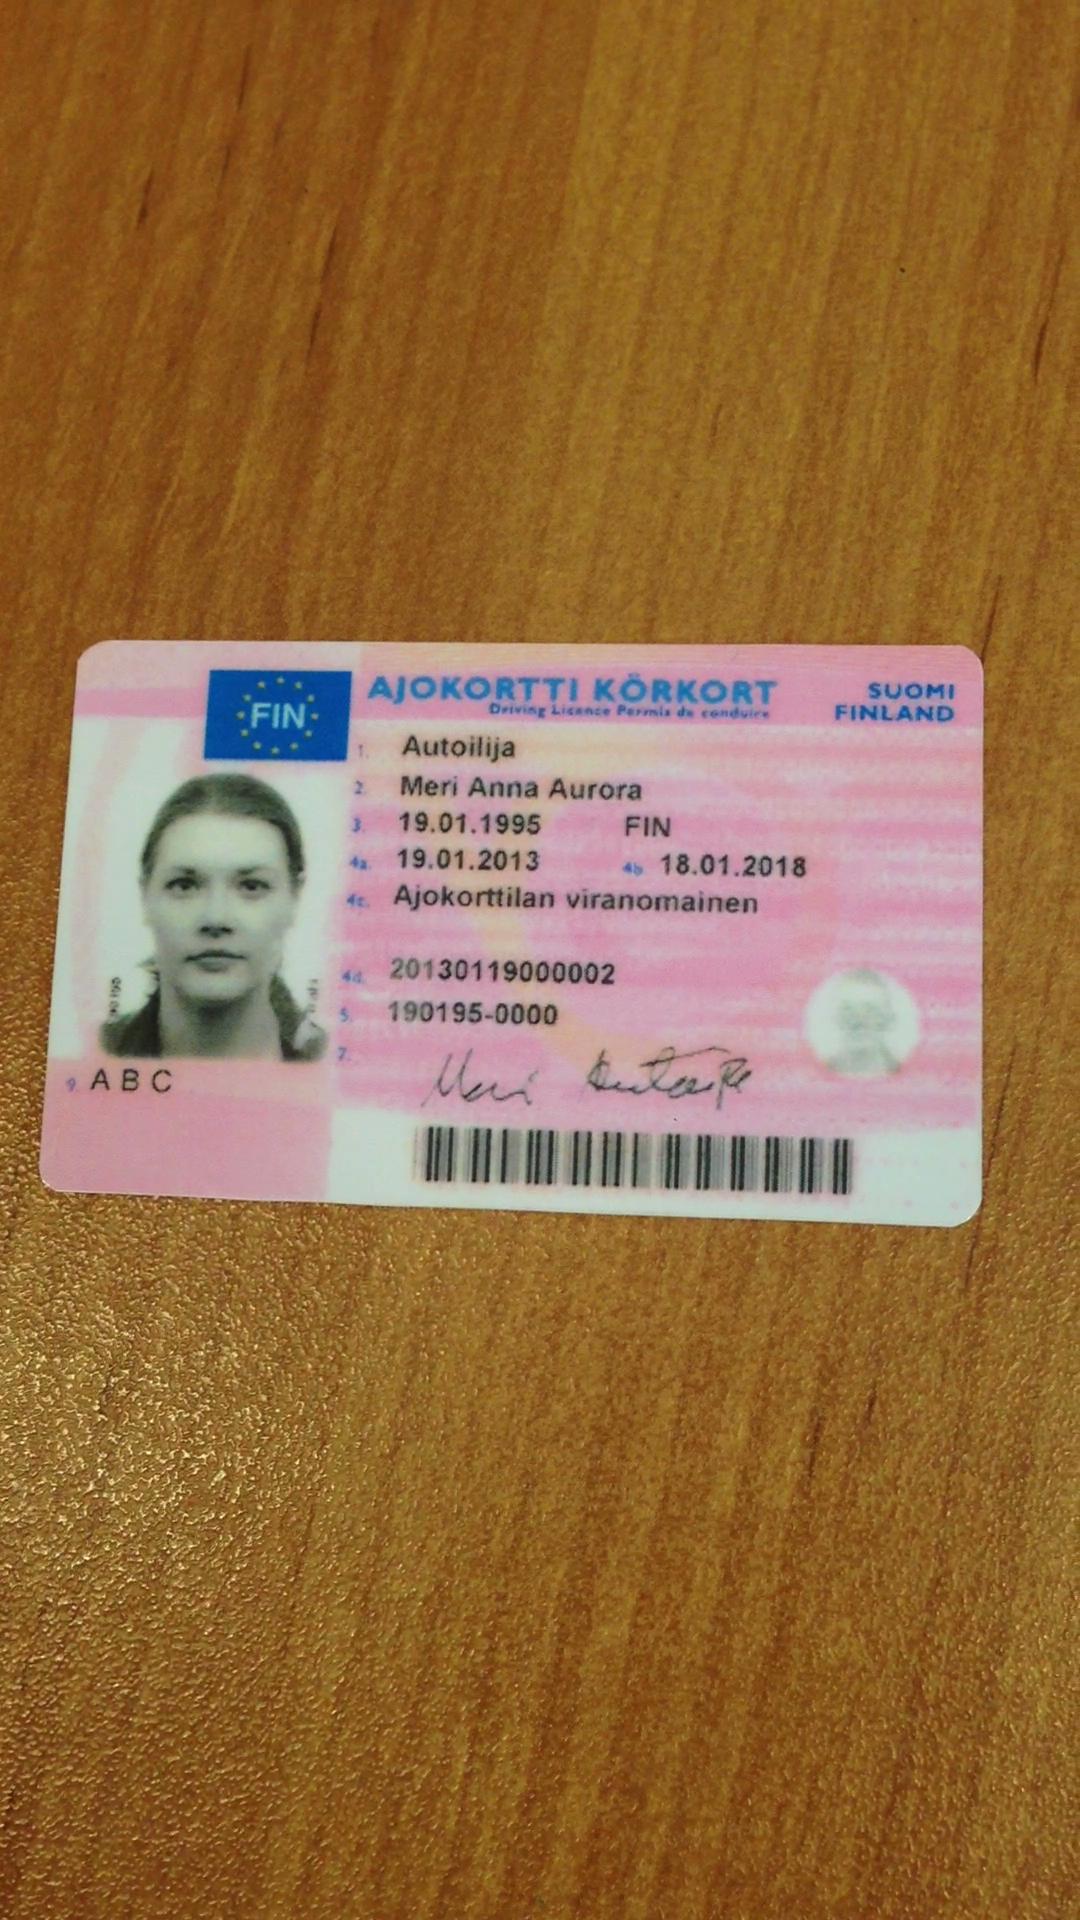 FIN
AJOKORTTI KÖRKORT
Driving Licence Permis de conduire
SUOMI
FINLAND
1. Autoilija
2. Meri Anna Aurora
3. 19.01.1995 FIN
4a. 19.01.2013 4b 18.01.2018
4c. Ajokorttilan viranomainen
4d. 20130119000002
5. 190195-0000
7. Meri
9. A B C